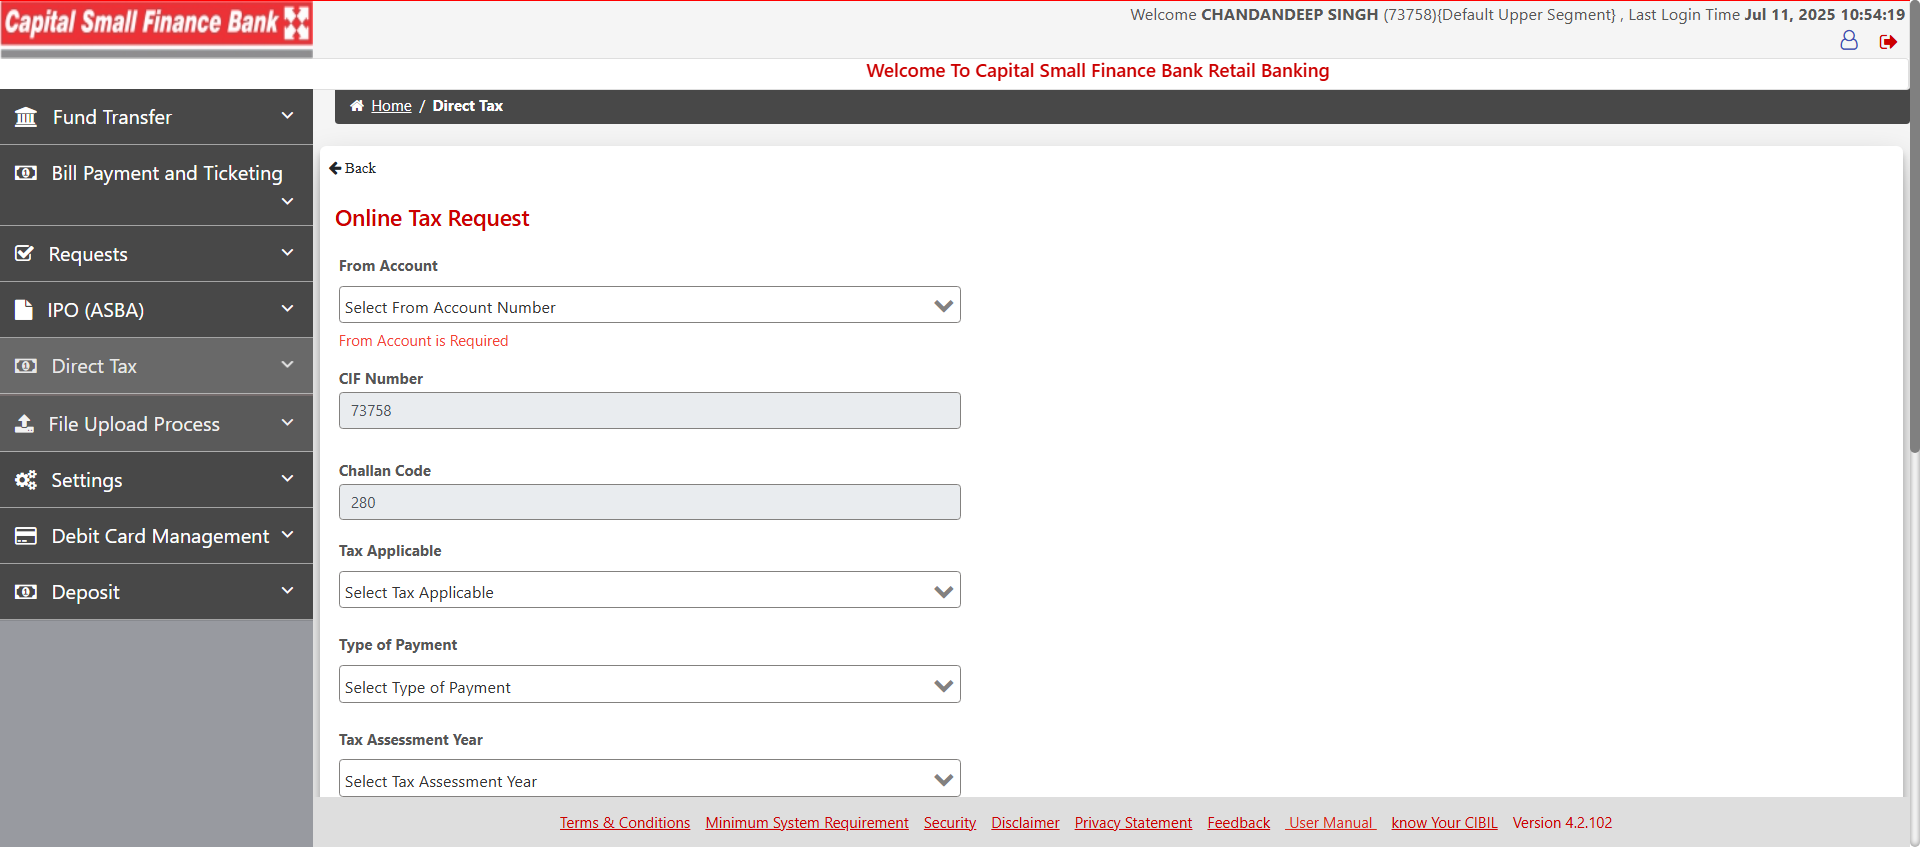 Capital Small Finance Bank
Welcome CHANDANDEEP SINGH (73758){Default Upper Segment} , Last Login Time Jul 11, 2025 10:54:19
Welcome To Capital Small Finance Bank Retail Banking
Fund Transfer
Bill Payment and Ticketing
Requests
IPO (ASBA)
Direct Tax
File Upload Process
Settings
Debit Card Management
Deposit
Home / Direct Tax
Back
Online Tax Request
From Account
Select From Account Number
From Account is Required
CIF Number
73758
Challan Code
280
Tax Applicable
Select Tax Applicable
Type of Payment
Select Type of Payment
Tax Assessment Year
Select Tax Assessment Year
Terms & Conditions Minimum System Requirement Security Disclaimer Privacy Statement Feedback User Manual know Your CIBIL Version 4.2.102